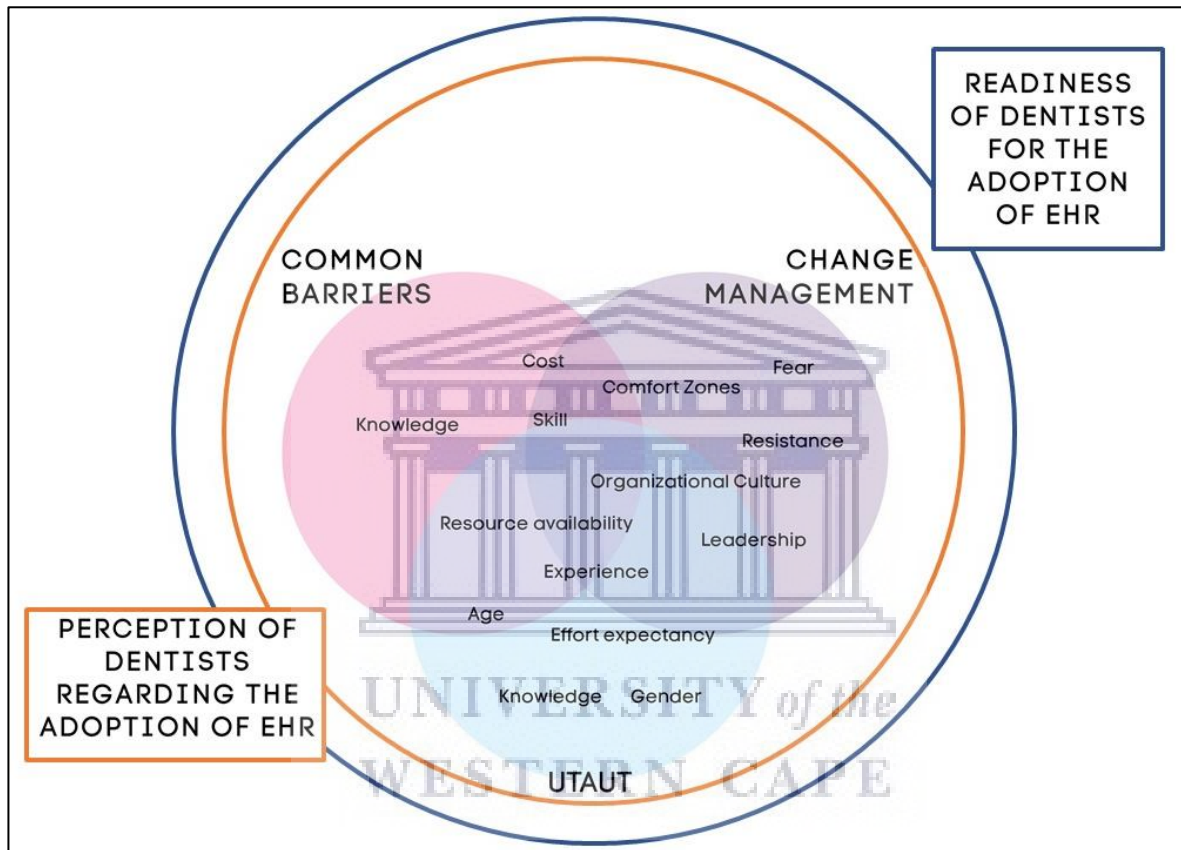 READINESS
OF DENTISTS
FOR THE
ADOPTION
OF EHR
COMMON
BARRIERS
CHANGE
MANAGEMENT
Cost
Fear
Comfort Zones
Knowledge
Skill
Resistance
Organizational Culture
Resource availability
Leadership
Experience
Age
Effort expectancy
PERCEPTION OF
DENTISTS
REGARDING THE
ADOPTION OF EHR
Knowledge
Gender
UNIVERSITY of the
WESTERN CAPE
UTAUT